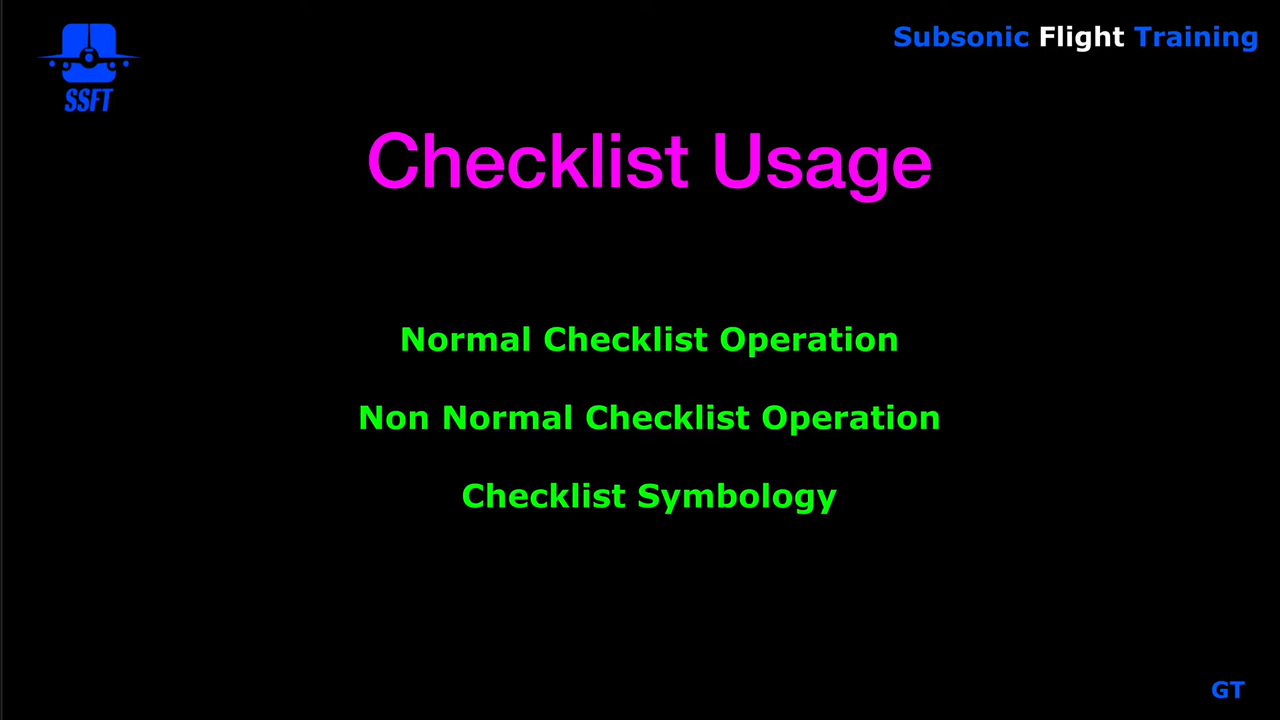 SSFT
Subsonic Flight Training
Checklist Usage
Normal Checklist Operation
Non Normal Checklist Operation
Checklist Symbology
GT